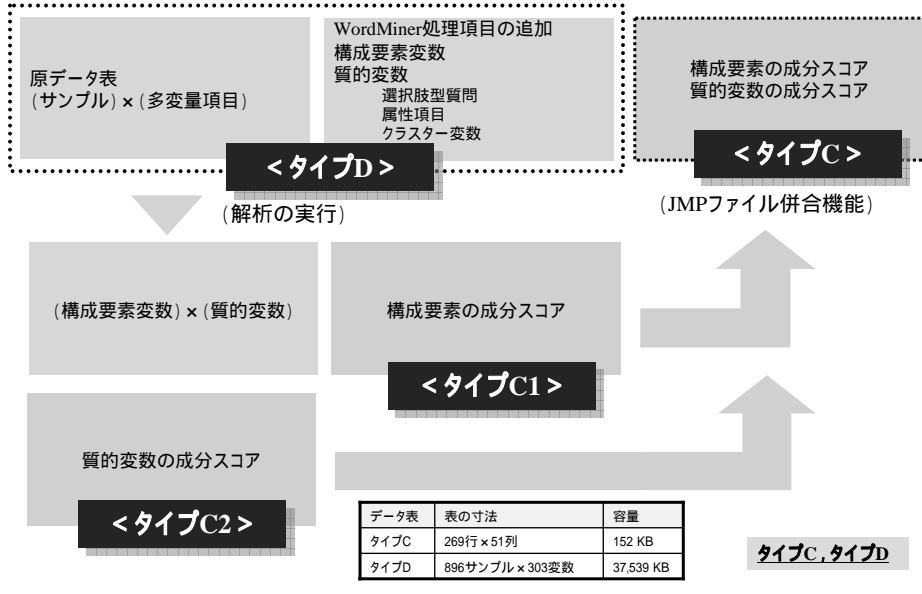 原データ表
(サンプル)×(多変量項目)
WordMiner処理項目の追加
構成要素変数
質的変数
選択肢型質問
属性項目
クラスター変数
<タイプD>
構成要素の成分スコア
質的変数の成分スコア
<タイプC>
(解析の実行)
(JMPファイル併合機能)
(構成要素変数)×(質的変数)
構成要素の成分スコア
<タイプC1>
質的変数の成分スコア
<タイプC2>
データ表 表の寸法 容量
タイプC 269行×51列 152 KB
タイプD 896サンプル×303変数 37,539 KB
タイプC,タイプD